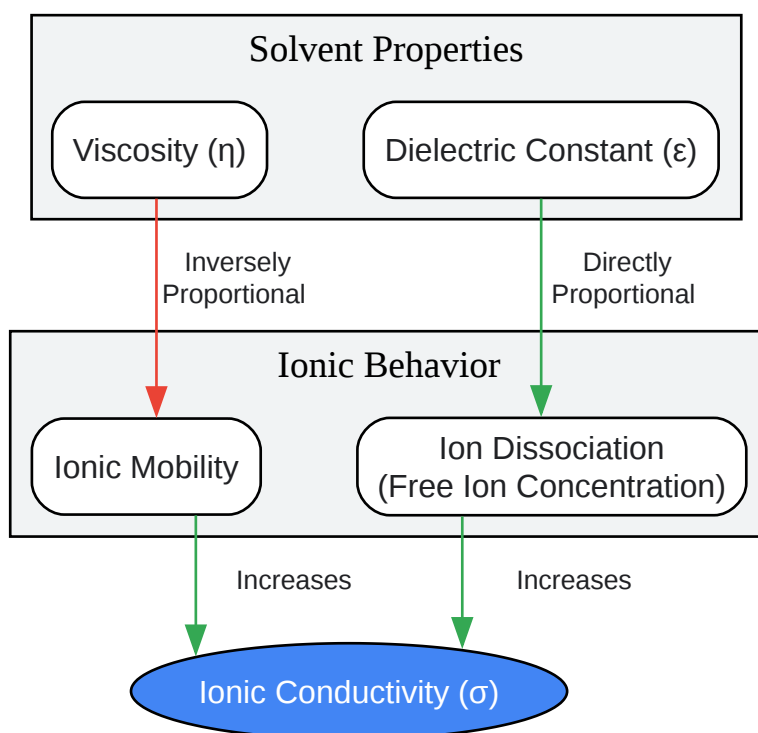 Solvent Properties
Viscosity (η)
Dielectric Constant (ε)
Inversely
Proportional
Directly
Proportional
Ionic Behavior
Ionic Mobility
Ion Dissociation
(Free Ion Concentration)
Increases
Increases
Ionic Conductivity (σ)